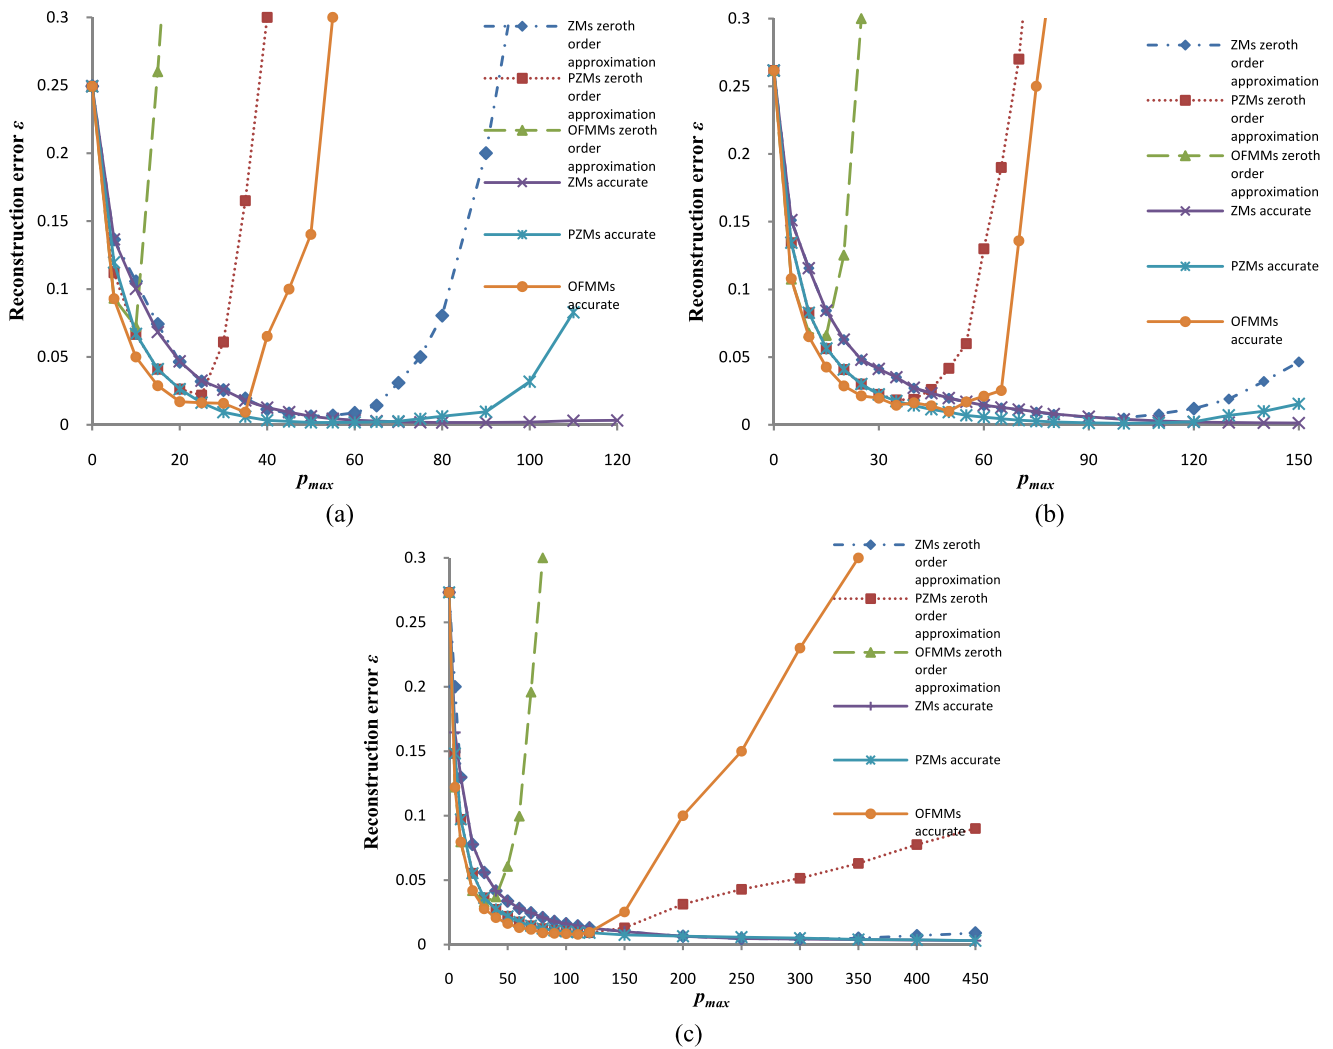 0.3
0.25
0.2
0.15
0.1
0.05
0
Reconstruction error ε
0 20 40 60 80 100 120
p_max
(a)
ZMs zeroth
order
approximation
PZMs zeroth
order
approximation
OFMMs zeroth
order
approximation
ZMs accurate
PZMs accurate
OFMMs
accurate
0.3
0.25
0.2
0.15
0.1
0.05
0
Reconstruction error ε
0 30 60 90 120 150
p_max
(b)
ZMs zeroth
order
approximation
PZMs zeroth
order
approximation
OFMMs zeroth
order
approximation
ZMs accurate
PZMs accurate
OFMMs
accurate
0.3
0.25
0.2
0.15
0.1
0.05
0
Reconstruction error ε
0 50 100 150 200 250 300 350 400 450
p_max
(c)
ZMs zeroth
order
approximation
PZMs zeroth
order
approximation
OFMMs zeroth
order
approximation
ZMs accurate
PZMs accurate
OFMMs
accurate